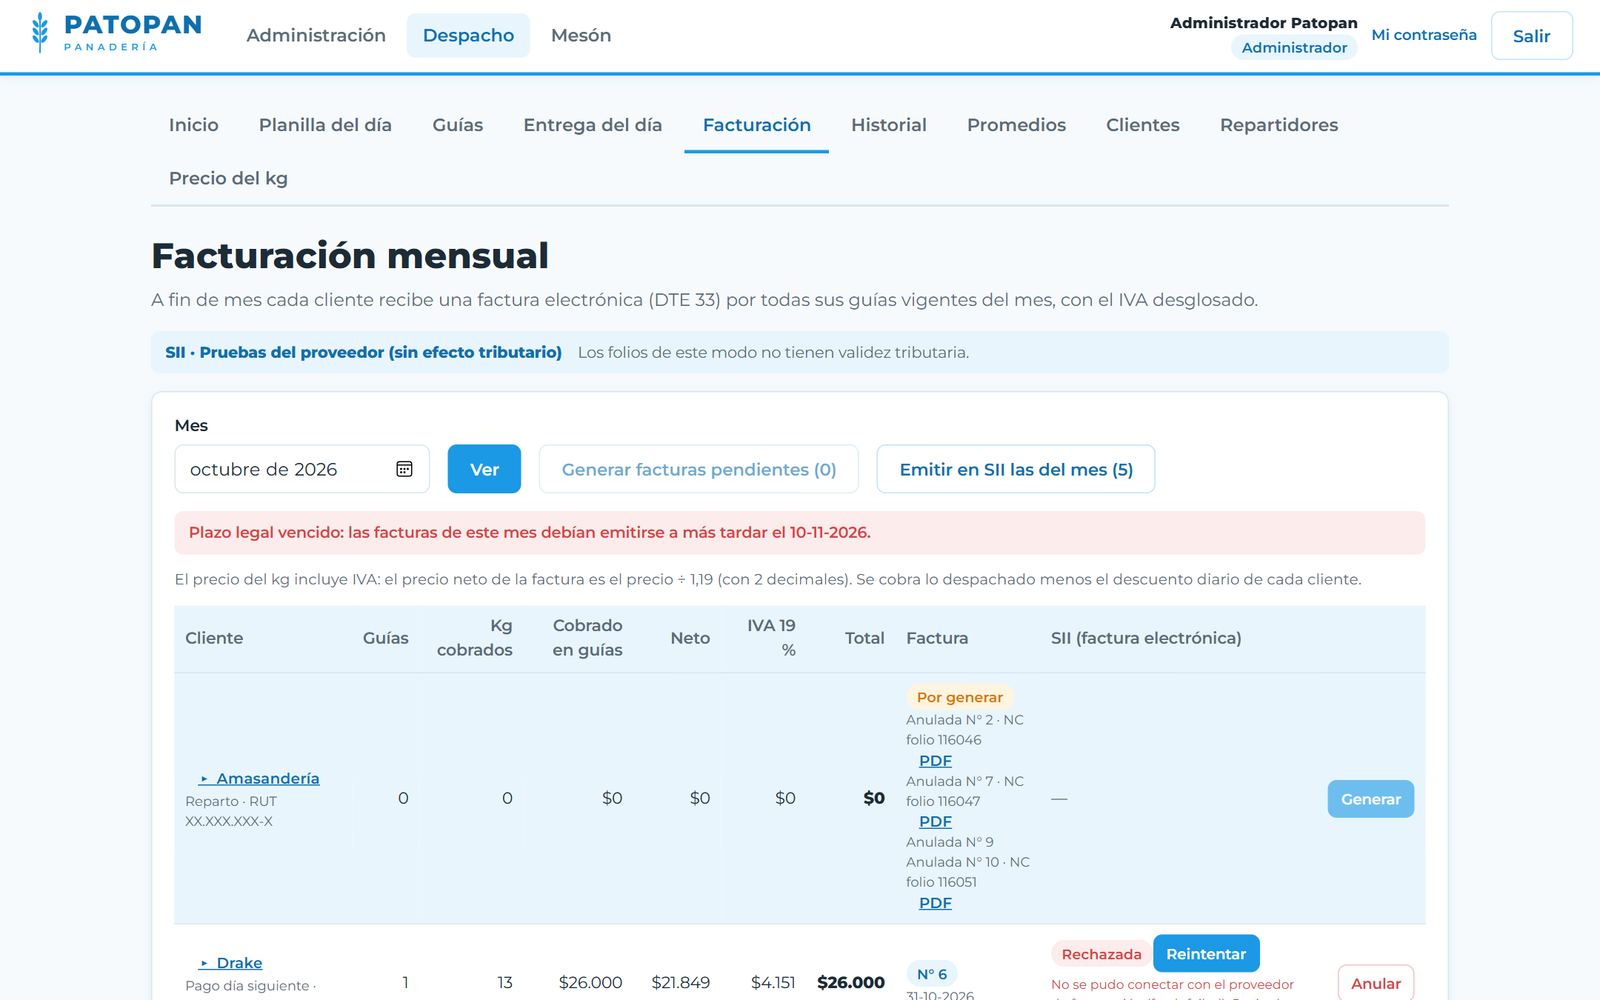 PATOPAN
PANADERÍA
Administración
Despacho
Mesón
Administrador Patopan
Administrador
Mi contraseña
Salir
Inicio
Planilla del día
Guías
Entrega del día
Facturación
Historial
Promedios
Clientes
Repartidores
Precio del kg
Facturación mensual
A fin de mes cada cliente recibe una factura electrónica (DTE 33) por todas sus guías vigentes del mes, con el IVA desglosado.
SII · Pruebas del proveedor (sin efecto tributario) Los folios de este modo no tienen validez tributaria.
Mes
octubre de 2026
Ver
Generar facturas pendientes (0)
Emitir en SII las del mes (5)
Plazo legal vencido: las facturas de este mes debían emitirse a más tardar el 10-11-2026.
El precio del kg incluye IVA: el precio neto de la factura es el precio ÷ 1,19 (con 2 decimales). Se cobra lo despachado menos el descuento diario de cada cliente.
Cliente
Guías
Kg
cobrados
Cobrado
en guías
Neto
IVA 19
%
Total
Factura
SII (factura electrónica)
▸ Amasandería
Reparto · RUT
XX.XXX.XXX-X
0
0
$0
$0
$0
$0
Por generar
Anulada N° 2 · NC
folio 116046
PDF
Anulada N° 7 · NC
folio 116047
PDF
Anulada N° 9
Anulada N° 10 · NC
folio 116051
PDF
—
Generar
▸ Drake
Pago día siguiente ·
1
13
$26.000
$21.849
$4.151
$26.000
N° 6
31-10-2026
Rechazada
Reintentar
No se pudo conectar con el proveedor
Anular